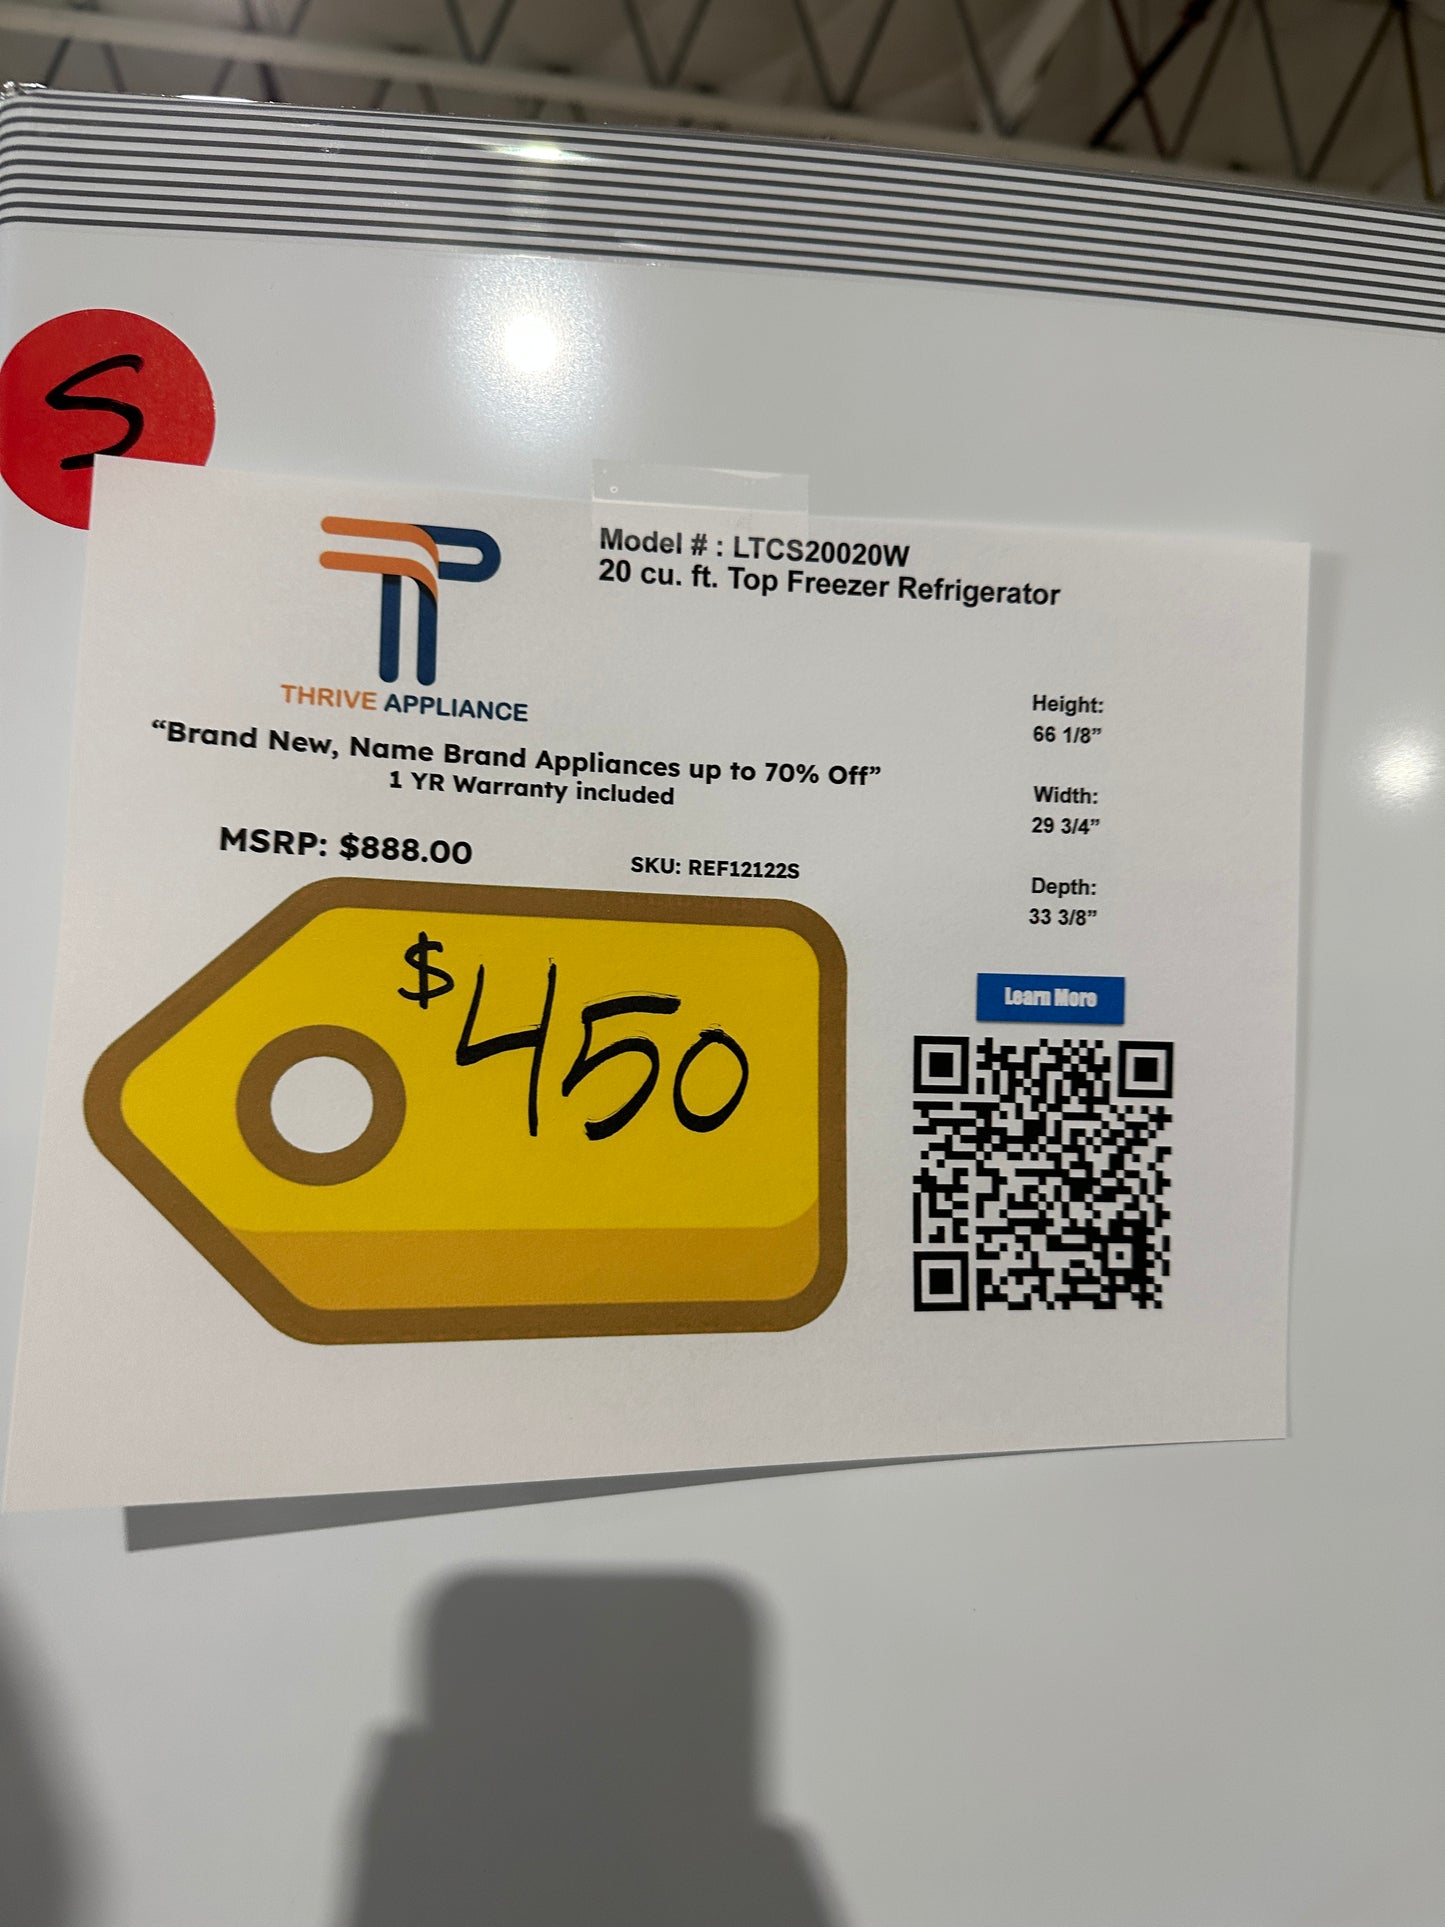 S
Model # : LTCS20020W
20 cu. ft. Top Freezer Refrigerator
THRIVE APPLIANCE
“Brand New, Name Brand Appliances up to 70% Off”
1 YR Warranty included
MSRP: $888.00
SKU: REF12122S
$450
Height:
66 1/8”
Width:
29 3/4”
Depth:
33 3/8”
Learn More